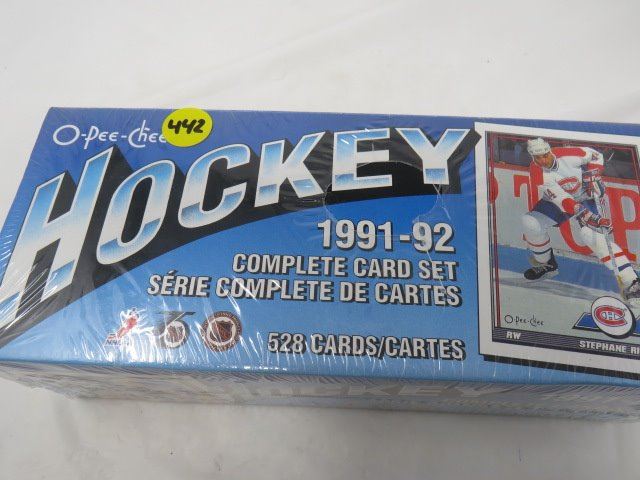 O-Pee-Chee
442
HOCKEY
1991-92
COMPLETE CARD SET
SÉRIE COMPLETE DE CARTES
528 CARDS/CARTES
O-Pee-Chee
RW
STEPHANE